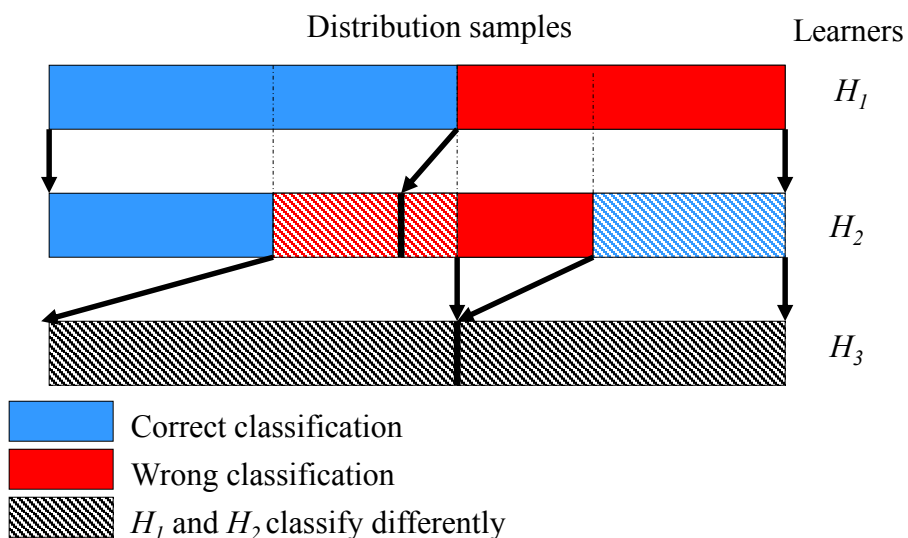 Distribution samples
Learners
H1
H2
H3
Correct classification
Wrong classification
H1 and H2 classify differently